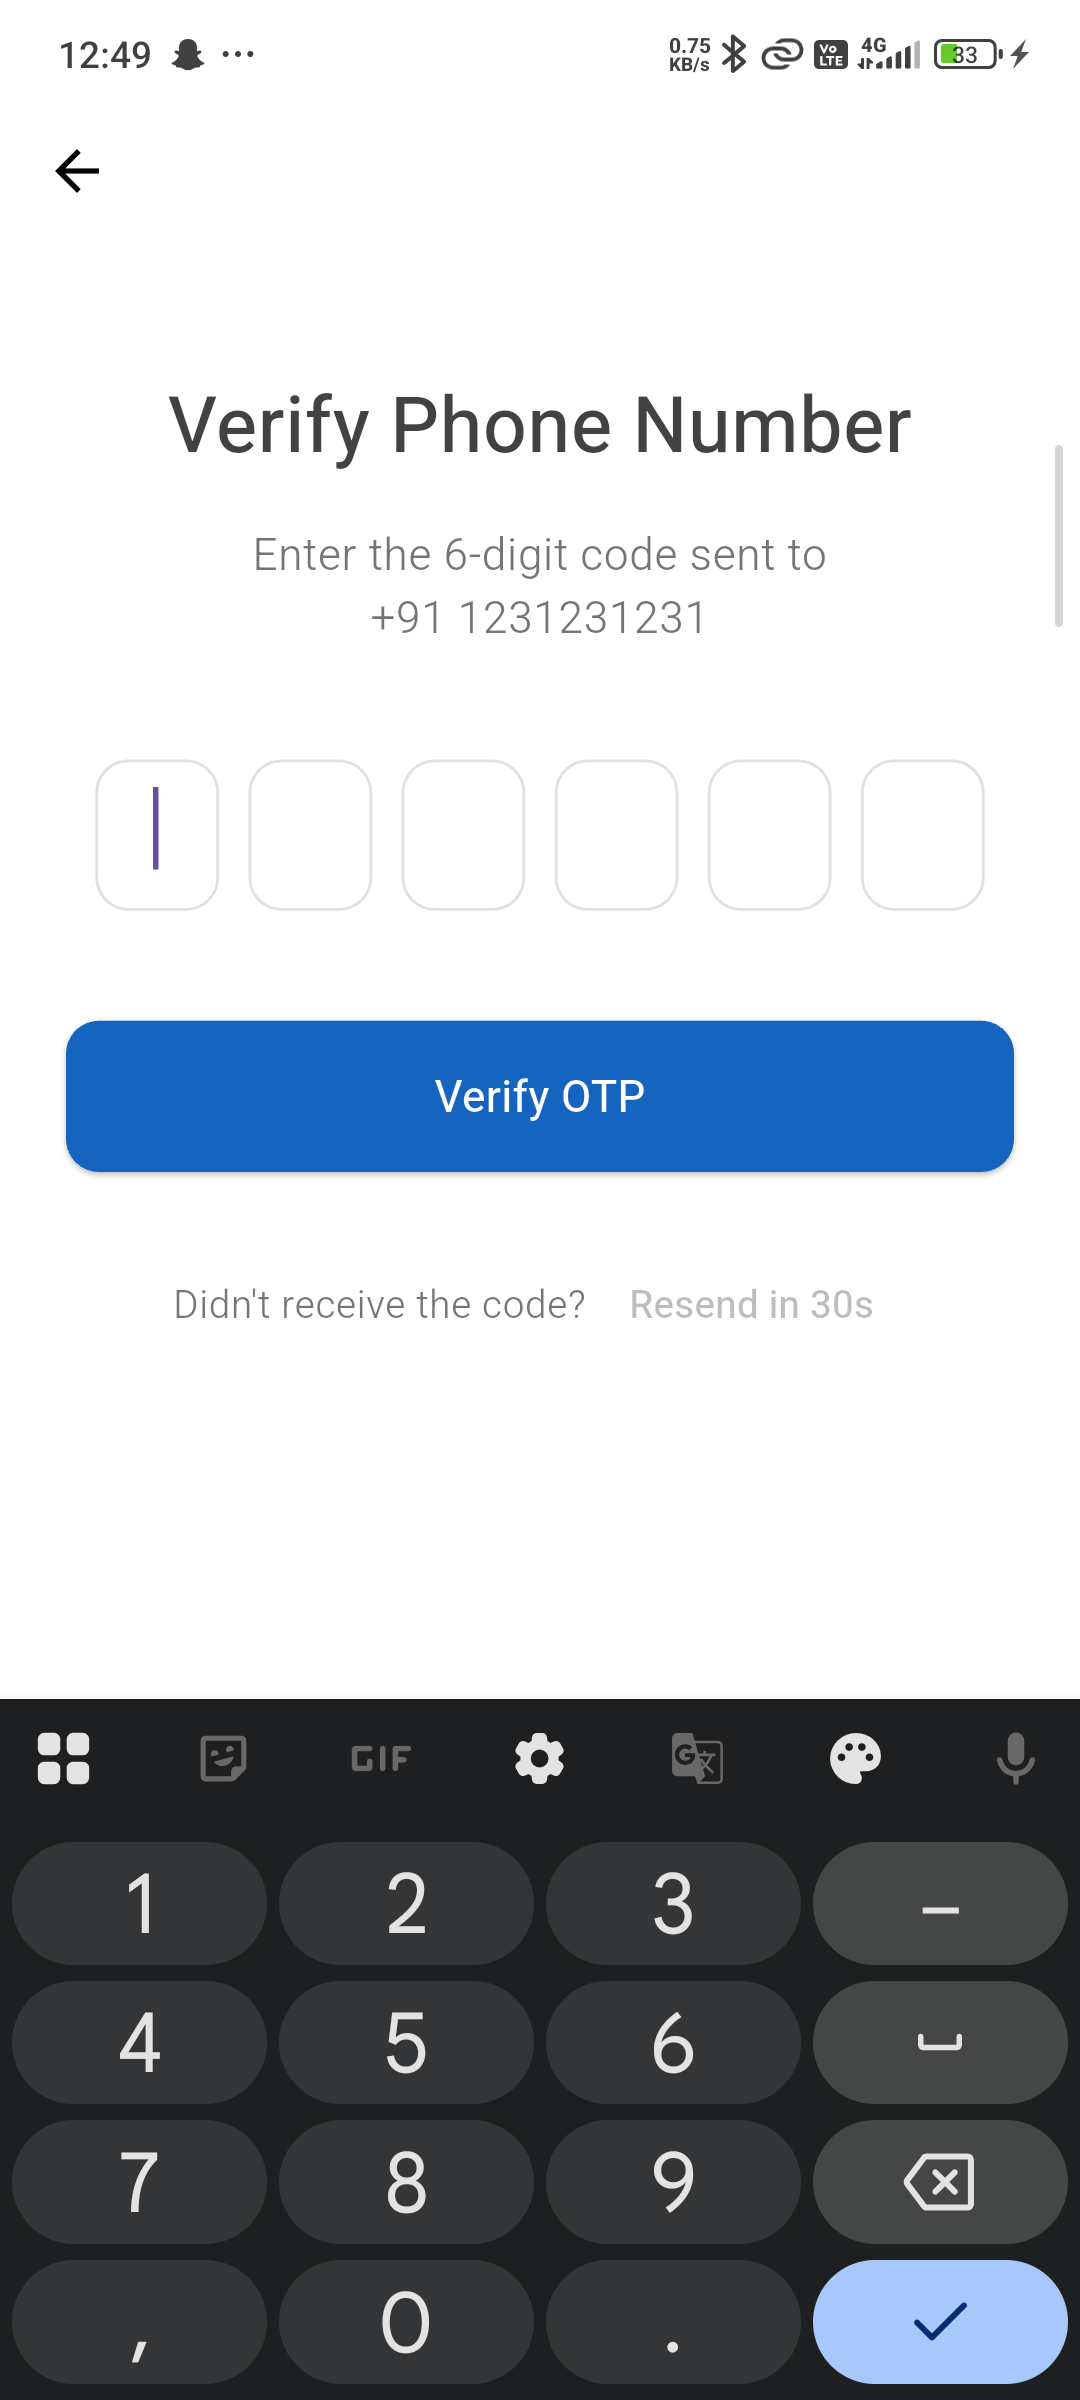 12:49
0.75
KB/s
Vo
LTE
4G
33
Verify Phone Number
Enter the 6-digit code sent to
+91 1231231231
Verify OTP
Didn't receive the code? Resend in 30s
GIF
G 文
1 2 3 –
4 5 6
7 8 9
, 0 .